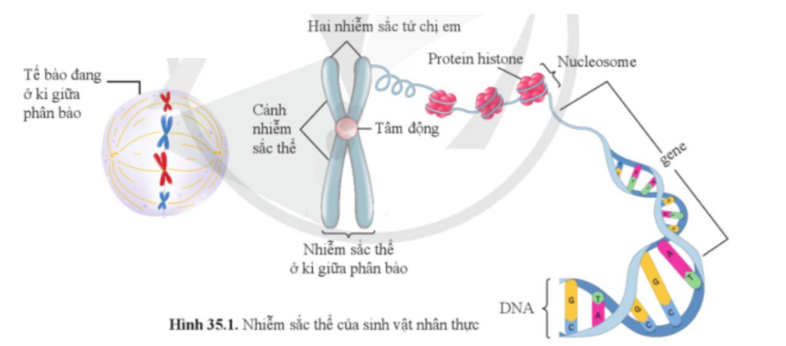 Hai nhiễm sắc tử chị em
Protein histone
Nucleosome
Tế bào đang
ở kì giữa
phân bào
Cánh
nhiễm
sắc thể
Tâm động
gene
Nhiễm sắc thể
ở kì giữa phân bào
DNA
G
C
T
A
G
C
G
C
A
T
Hình 35.1. Nhiễm sắc thể của sinh vật nhân thực